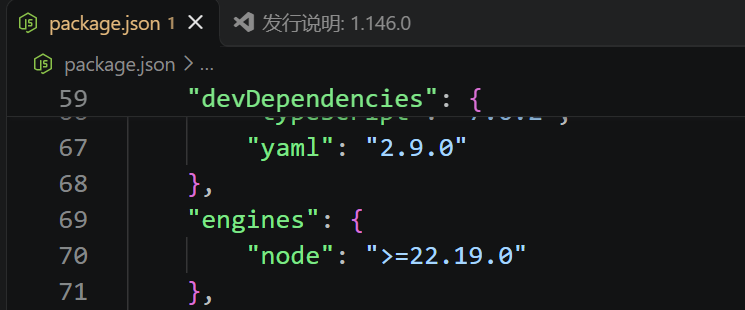 package.json 1
发行说明: 1.146.0
package.json > ...
59 "devDependencies": {
67 "yaml": "2.9.0"
68 },
69 "engines": {
70 "node": ">=22.19.0"
71 },